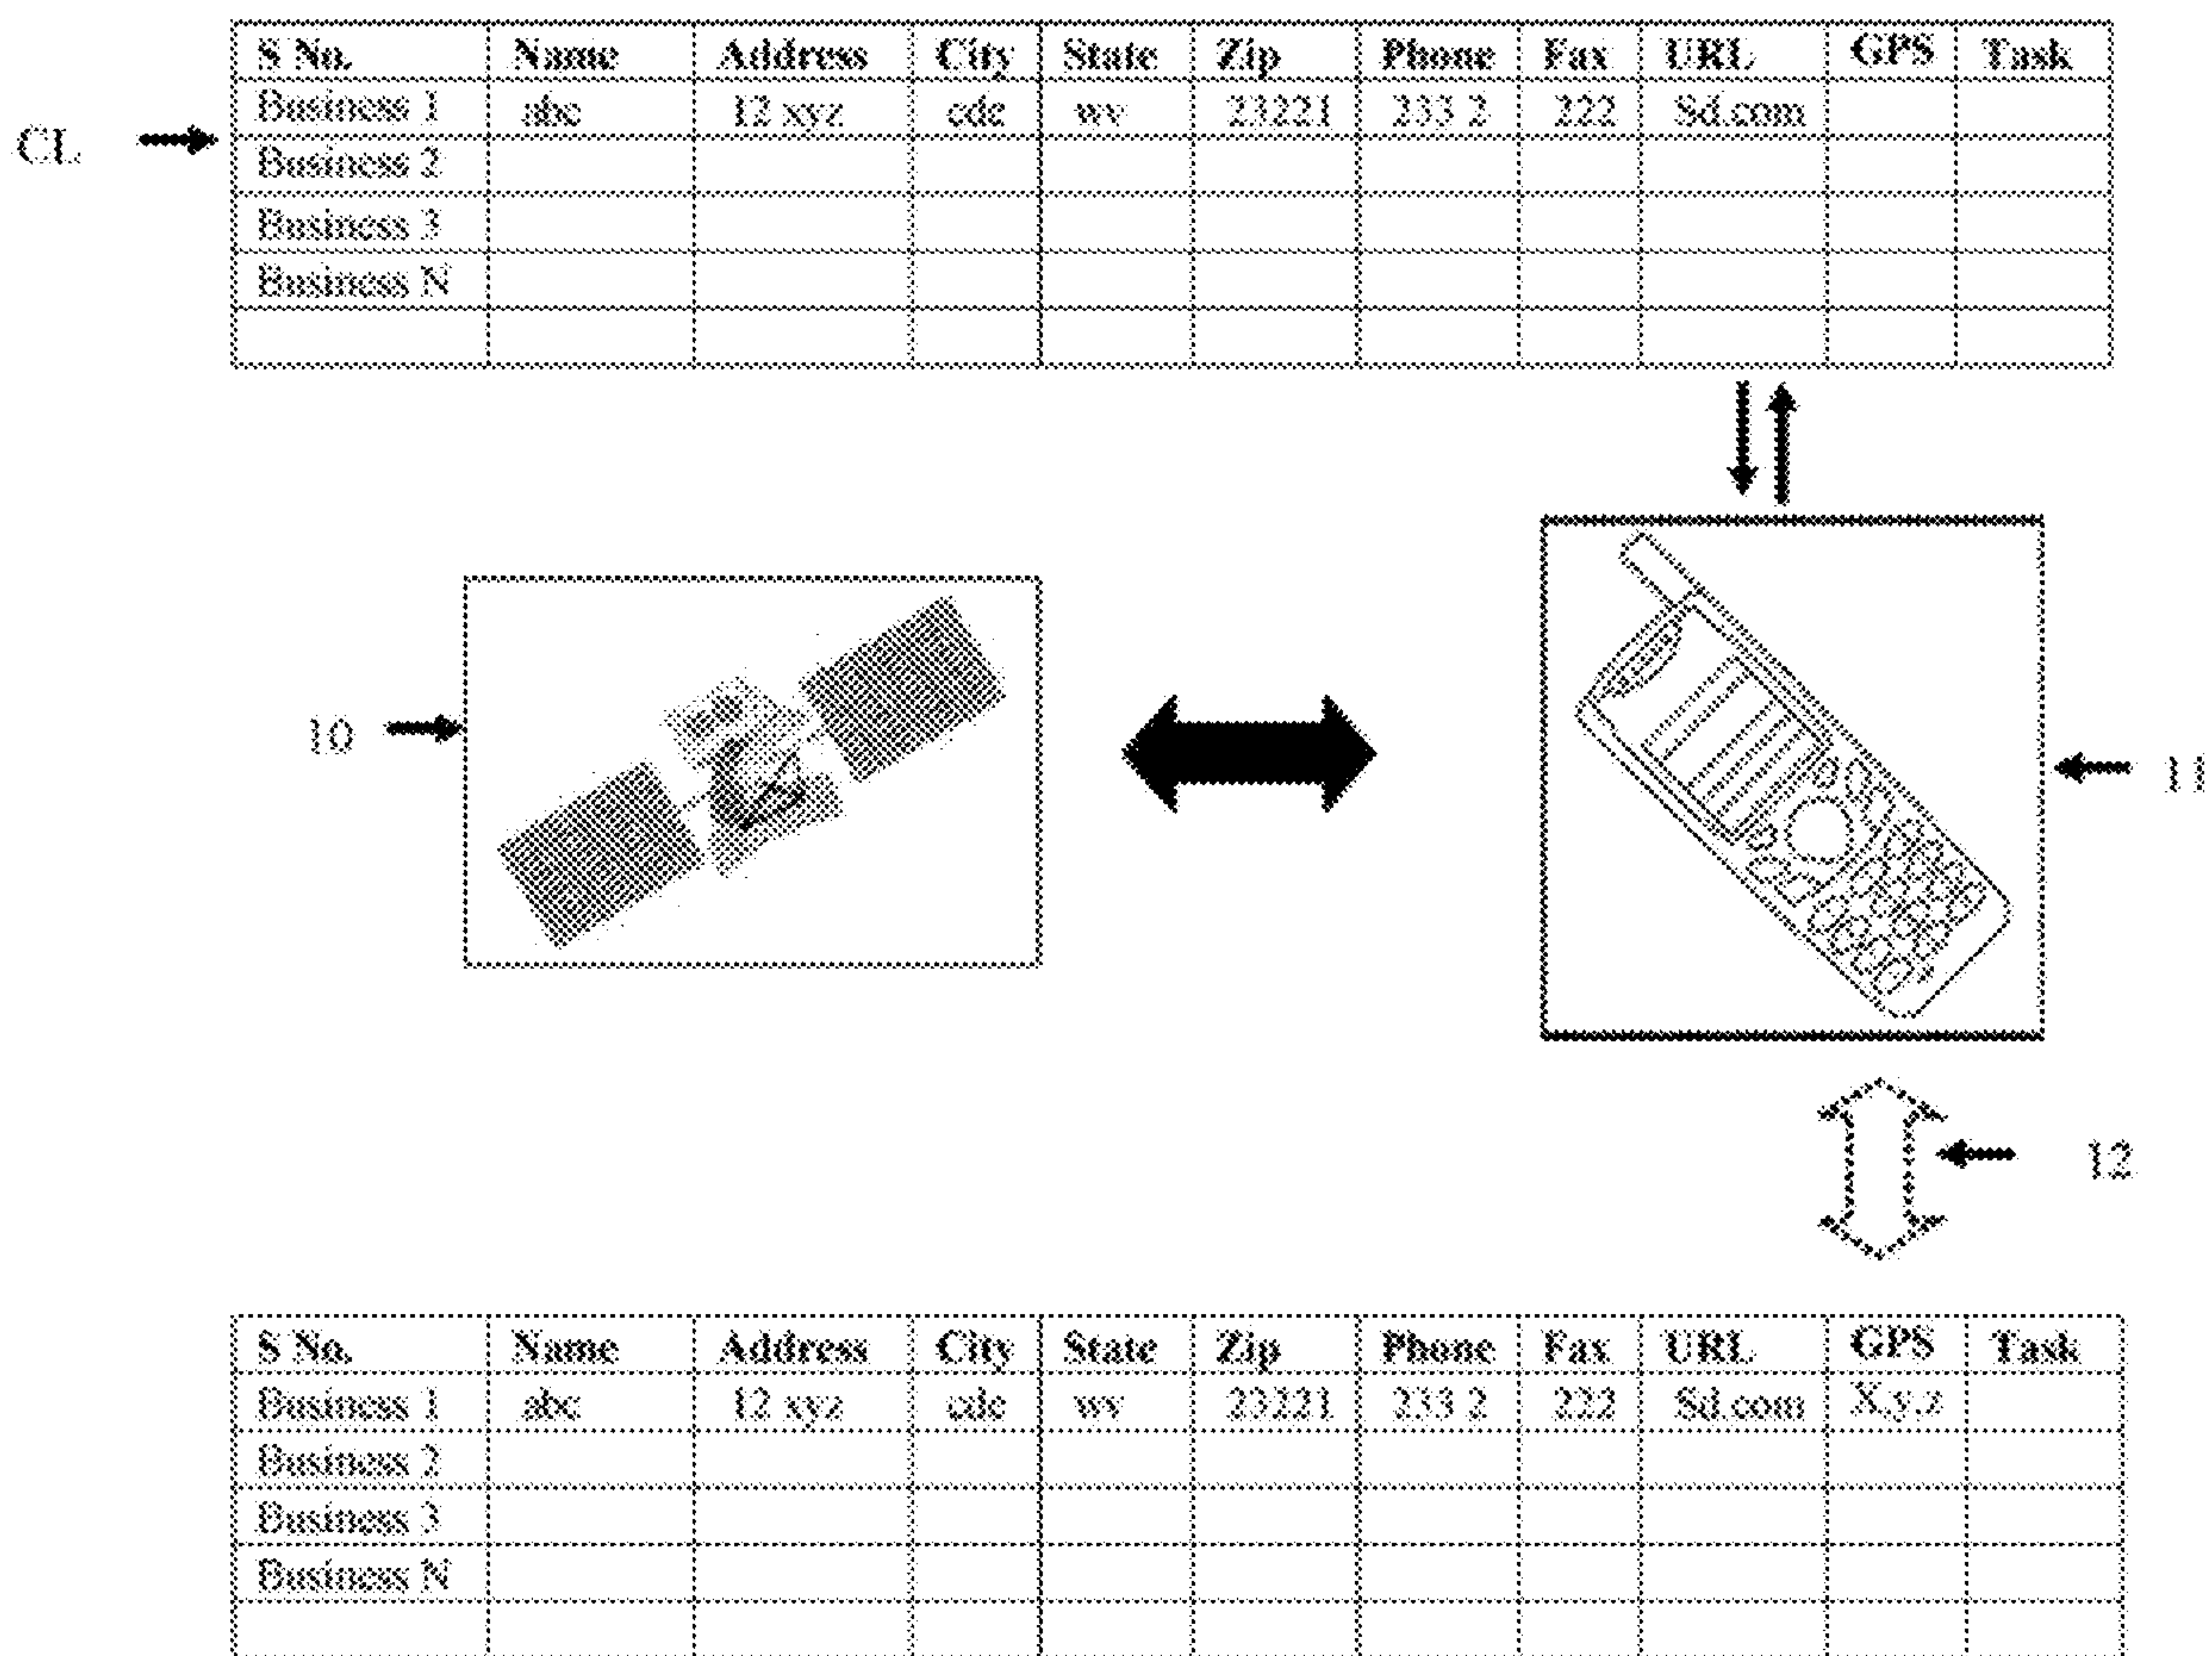 S No. Name Address City State Zip Phone Fax URL GPS Task
Business 1 abc 12 xyz cdc wv 23221 233 2 222 Sd.com
CL
Business 2
Business 3
Business N
10
11
12
S No. Name Address City State Zip Phone Fax URL GPS Task
Business 1 abc 12 xyz cdc wv 23221 233 2 222 Sd.com X,y,z
Business 2
Business 3
Business N